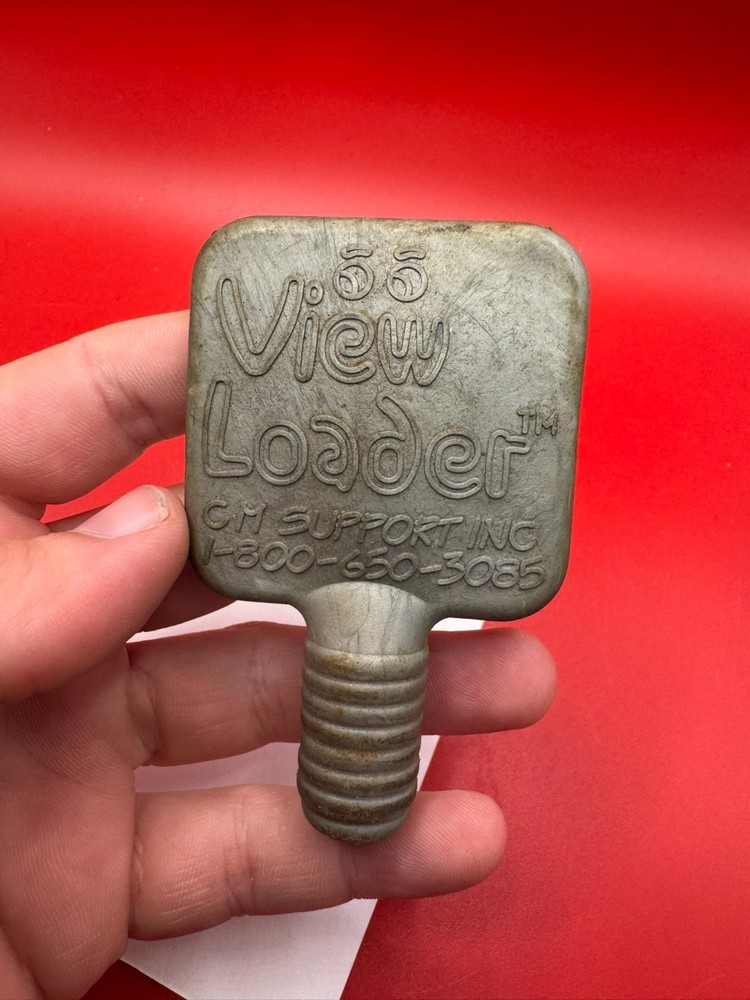 View
Loader™
CM SUPPORT INC
1-800-650-3085